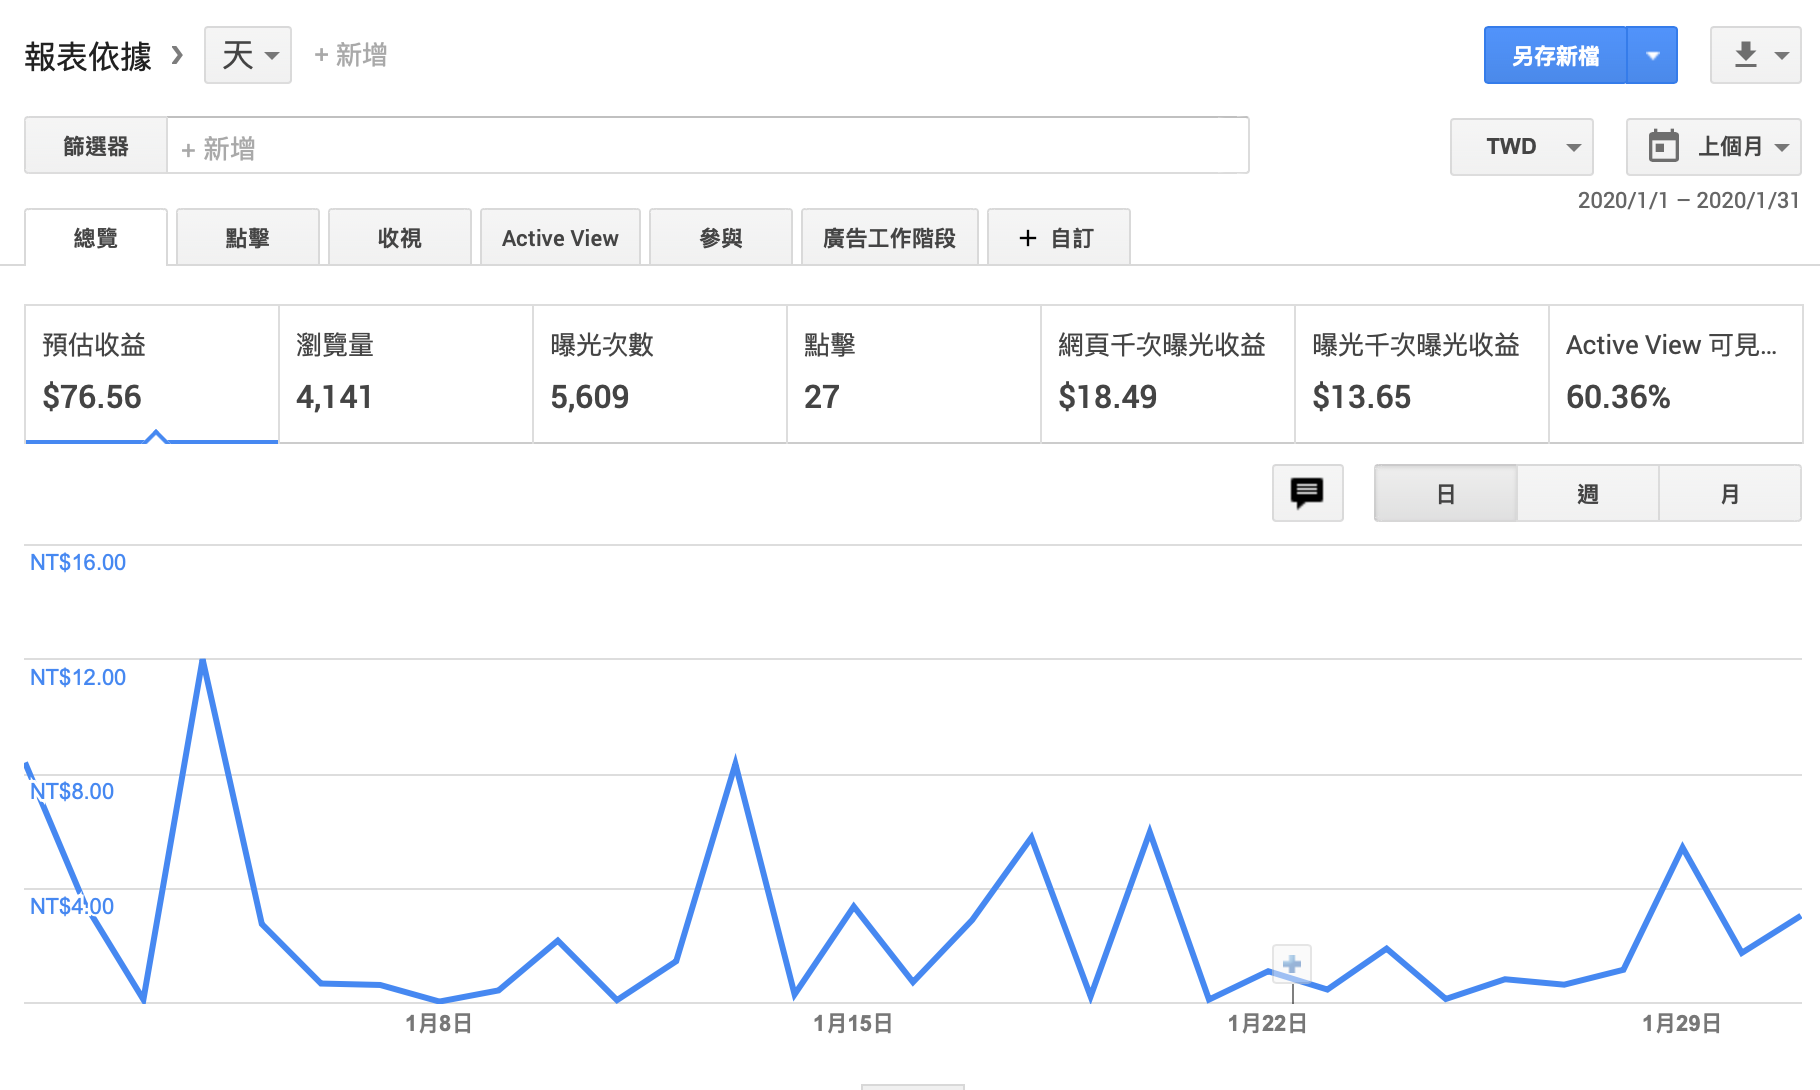 報表依據 › 天 + 新增
另存新檔
篩選器 + 新增
TWD 上個月
2020/1/1 – 2020/1/31
總覽 點擊 收視 Active View 參與 廣告工作階段 + 自訂
預估收益 瀏覽量 曝光次數 點擊 網頁千次曝光收益 曝光千次曝光收益 Active View 可見...
$76.56 4,141 5,609 27 $18.49 $13.65 60.36%
日 週 月
NT$16.00
NT$12.00
NT$8.00
NT$4.00
1月8日 1月15日 1月22日 1月29日